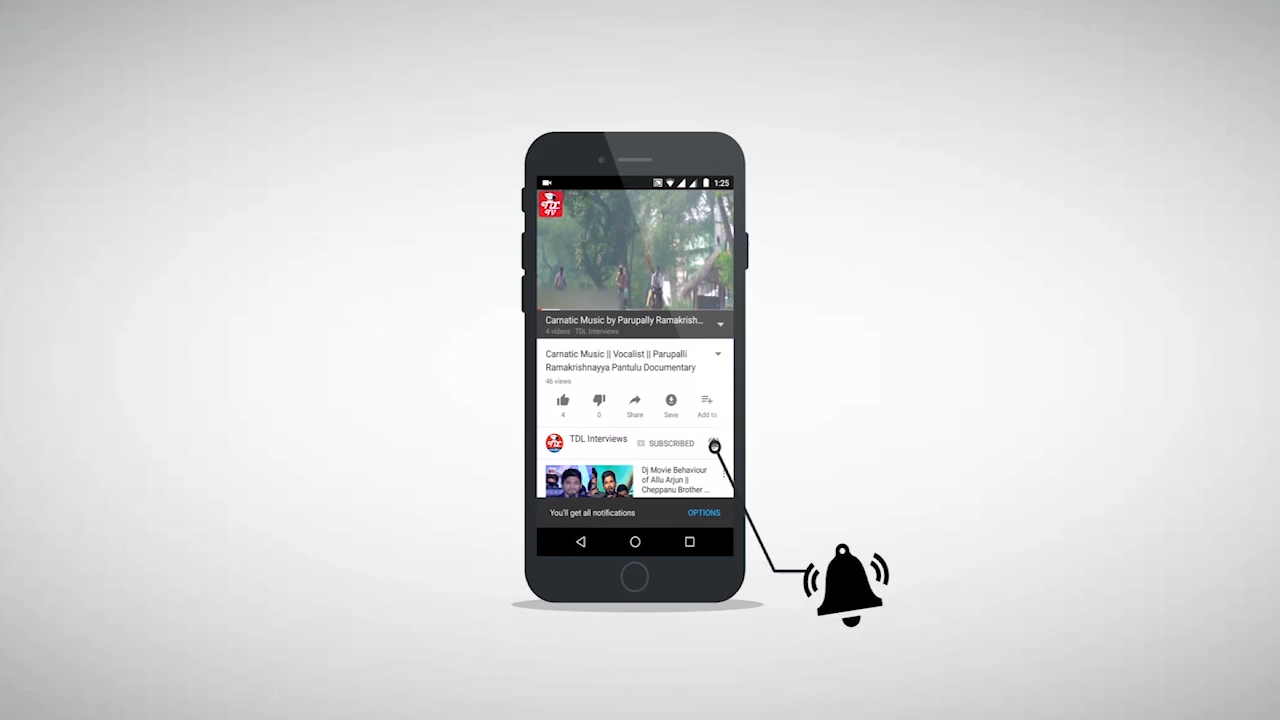 1:25
TDL
TV
Carnatic Music by Parupally Ramakrish...
4 videos · TDL Interviews
Carnatic Music || Vocalist || Parupalli
Ramakrishnayya Pantulu Documentary
46 views
4
0
Share
Save
Add to
TDL Interviews
SUBSCRIBED
Dj Movie Behaviour
of Allu Arjun ||
Cheppanu Brother ...
You'll get all notifications
OPTIONS